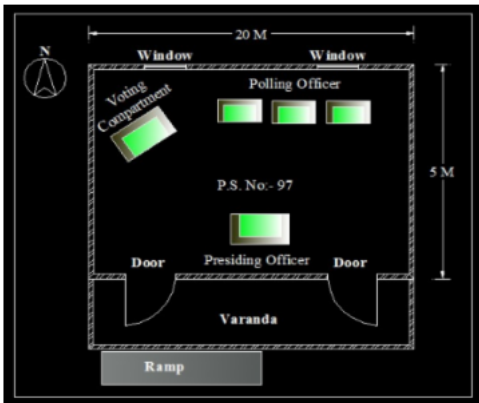 20 M
N
Window
Window
Polling Officer
Voting
Compartment
5 M
P.S. No:- 97
Presiding Officer
Door
Door
Varanda
Ramp